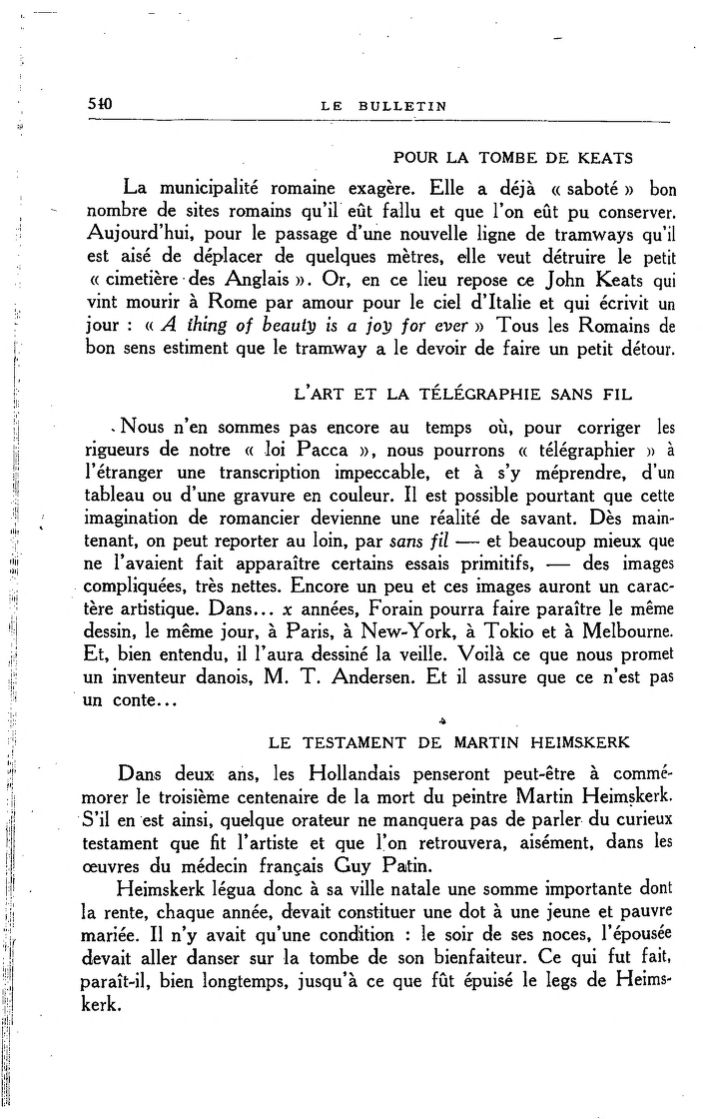 540 LE BULLETIN
POUR LA TOMBE DE KEATS
La municipalité romaine exagère. Elle a déjà « saboté » bon
nombre de sites romains qu'il eût fallu et que l'on eût pu conserver.
Aujourd'hui, pour le passage d'une nouvelle ligne de tramways qu'il
est aisé de déplacer de quelques mètres, elle veut détruire le petit
« cimetière des Anglais ». Or, en ce lieu repose ce John Keats qui
vint mourir à Rome par amour pour le ciel d'Italie et qui écrivit un
jour : « A thing of beauty is a joy for ever » Tous les Romains de
bon sens estiment que le tramway a le devoir de faire un petit détour.
L'ART ET LA TÉLÉGRAPHIE SANS FIL
Nous n'en sommes pas encore au temps où, pour corriger les
rigueurs de notre « loi Pacca », nous pourrons « télégraphier » à
l'étranger une transcription impeccable, et à s'y méprendre, d'un
tableau ou d'une gravure en couleur. Il est possible pourtant que cette
imagination de romancier devienne une réalité de savant. Dès main-
tenant, on peut reporter au loin, par sans fil — et beaucoup mieux que
ne l'avaient fait apparaître certains essais primitifs, — des images
compliquées, très nettes. Encore un peu et ces images auront un carac-
tère artistique. Dans... x années, Forain pourra faire paraître le même
dessin, le même jour, à Paris, à New-York, à Tokio et à Melbourne.
Et, bien entendu, il l'aura dessiné la veille. Voilà ce que nous promet
un inventeur danois, M. T. Andersen. Et il assure que ce n'est pas
un conte...
LE TESTAMENT DE MARTIN HEIMSKERK
Dans deux ans, les Hollandais penseront peut-être à commé-
morer le troisième centenaire de la mort du peintre Martin Heimskerk.
S'il en est ainsi, quelque orateur ne manquera pas de parler du curieux
testament que fit l'artiste et que l'on retrouvera, aisément, dans les
œuvres du médecin français Guy Patin.
Heimskerk légua donc à sa ville natale une somme importante dont
la rente, chaque année, devait constituer une dot à une jeune et pauvre
mariée. Il n'y avait qu'une condition : le soir de ses noces, l'épousée
devait aller danser sur la tombe de son bienfaiteur. Ce qui fut fait,
paraît-il, bien longtemps, jusqu'à ce que fût épuisé le legs de Heims-
kerk.